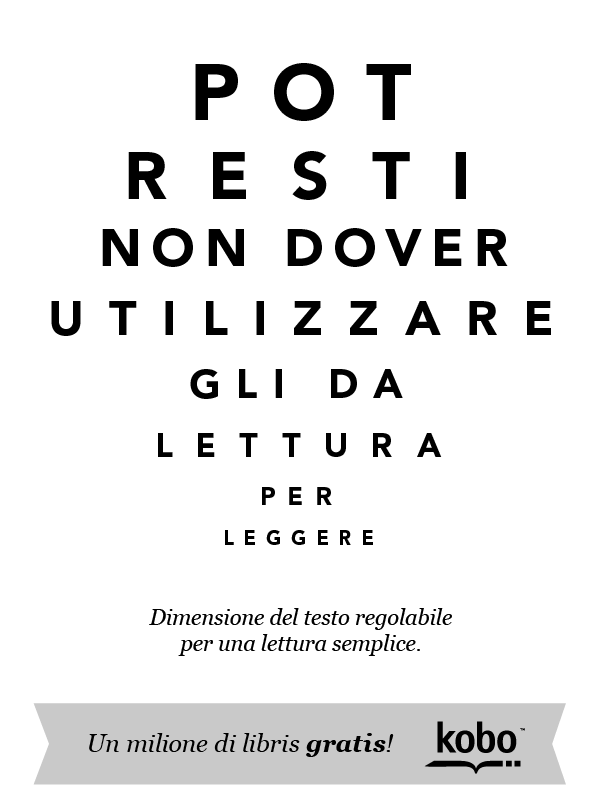 POT
RESTI
NON DOVER
UTILIZZARE
GLI DA
LETTURA
PER
LEGGERE
Dimensione del testo regolabile
per una lettura semplice.
Un milione di libris gratis!
kobo™